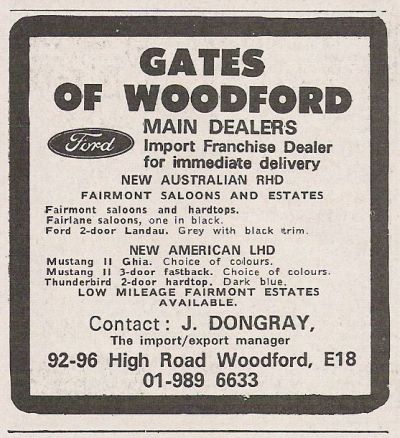 GATES
OF WOODFORD
Ford
MAIN DEALERS
Import Franchise Dealer
for immediate delivery
NEW AUSTRALIAN RHD
FAIRMONT SALOONS AND ESTATES
Fairmont saloons and hardtops.
Fairlane saloons, one in black.
Ford 2-door Landau. Grey with black trim.
NEW AMERICAN LHD
Mustang II Ghia. Choice of colours.
Mustang II 3-door fastback. Choice of colours.
Thunderbird 2-door hardtop. Dark blue.
LOW MILEAGE FAIRMONT ESTATES
AVAILABLE.
Contact: J. DONGRAY,
The import/export manager
92-96 High Road Woodford, E18
01-989 6633